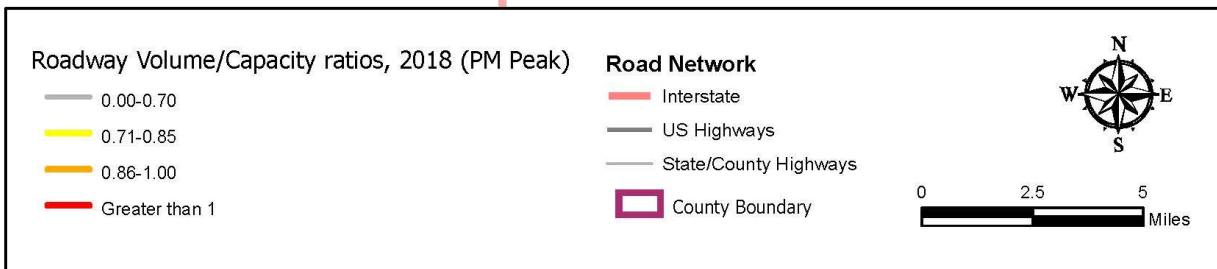 Roadway Volume/Capacity ratios, 2018 (PM Peak)
0.00-0.70
0.71-0.85
0.86-1.00
Greater than 1
Road Network
Interstate
US Highways
State/County Highways
County Boundary
N
W E
S
0 2.5 5
Miles